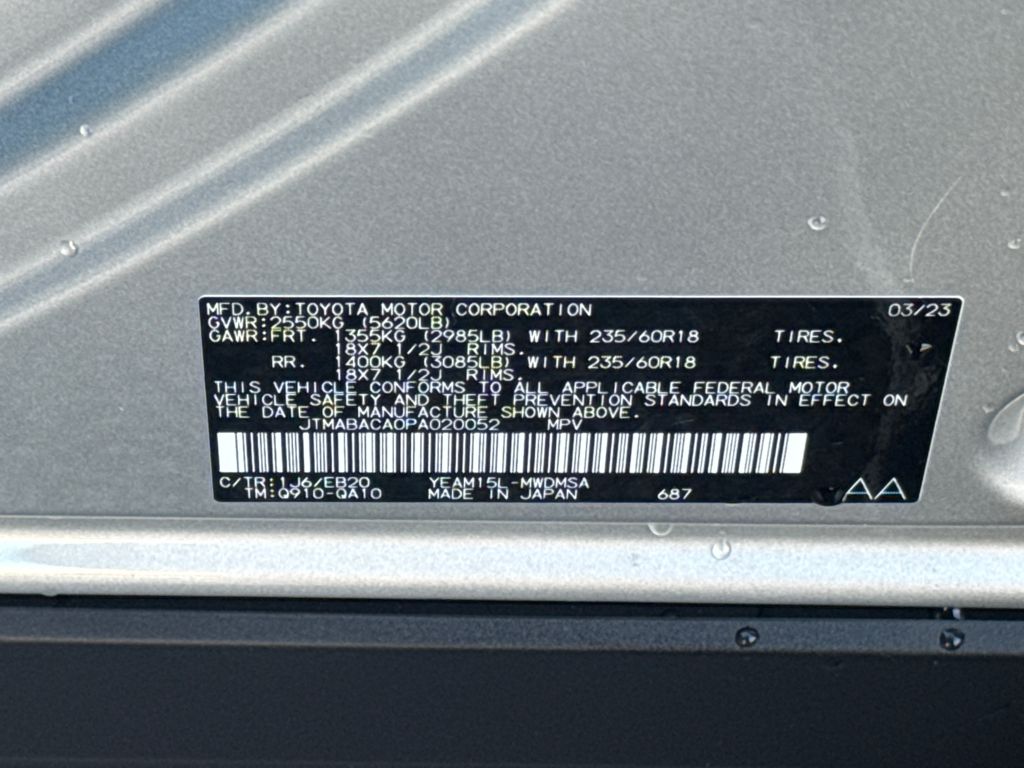 MFD.BY:TOYOTA MOTOR CORPORATION 03/23
GVWR:2550KG (5620LB)
GAWR:FRT. 1355KG (2985LB) WITH 235/60R18 TIRES.
18X7 1/2J RIMS.
RR. 1400KG (3085LB) WITH 235/60R18 TIRES.
18X7 1/2J RIMS.
THIS VEHICLE CONFORMS TO ALL APPLICABLE FEDERAL MOTOR
VEHICLE SAFETY AND THEFT PREVENTION STANDARDS IN EFFECT ON
THE DATE OF MANUFACTURE SHOWN ABOVE.
JTMABACA0PA020052 MPV
C/TR:1J6/EB20 YEAM15L-MWDMSA
TM:Q910-QA10 MADE IN JAPAN 687 AA